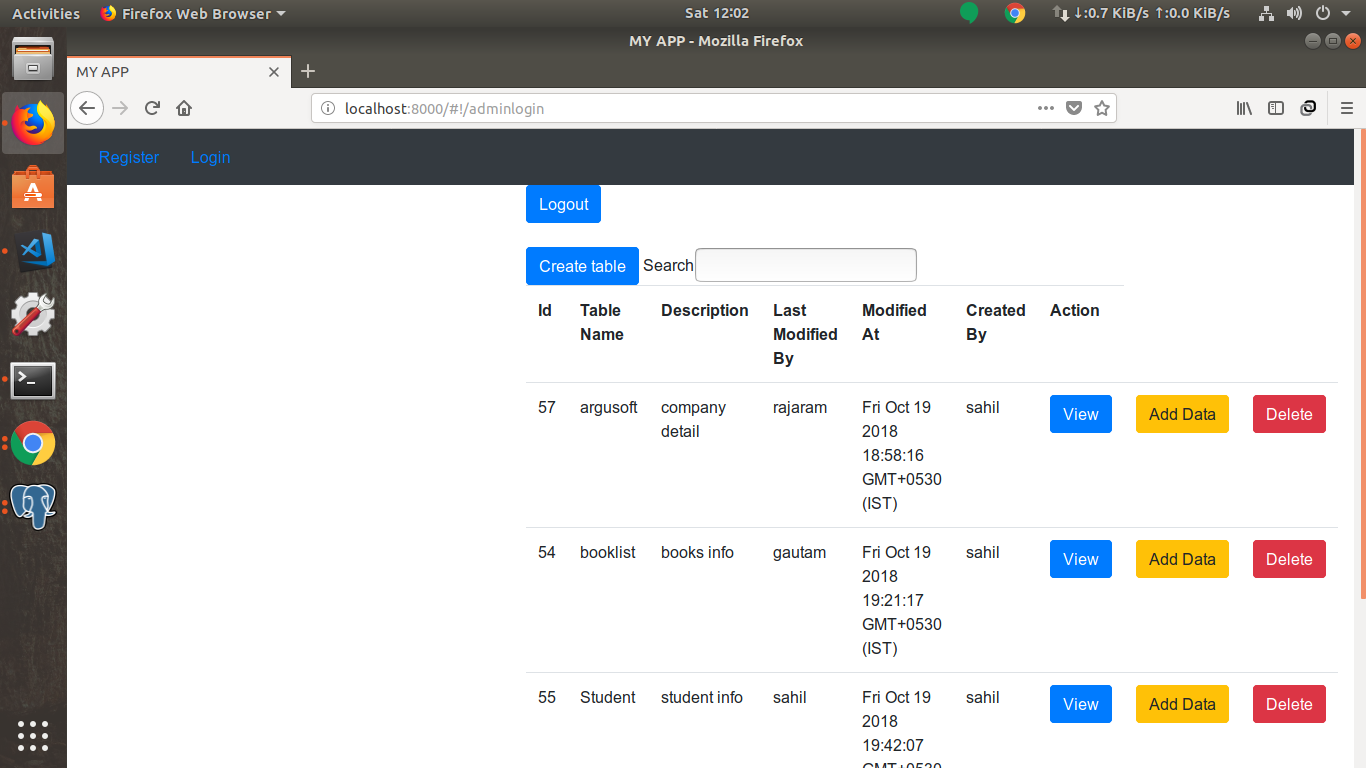 Activities Firefox Web Browser Sat 12:02 ↓:0.7 KiB/s ↑:0.0 KiB/s
MY APP - Mozilla Firefox
MY APP
localhost:8000/#!/adminlogin
Register Login
Logout
Create table Search
Id Table Description Last Modified Created Action
Name Modified At By
By
57 argusoft company rajaram Fri Oct 19 sahil View Add Data Delete
detail 2018
18:58:16
GMT+0530
(IST)
54 booklist books info gautam Fri Oct 19 sahil View Add Data Delete
2018
19:21:17
GMT+0530
(IST)
55 Student student info sahil Fri Oct 19 sahil View Add Data Delete
2018
19:42:07
GMT+0530